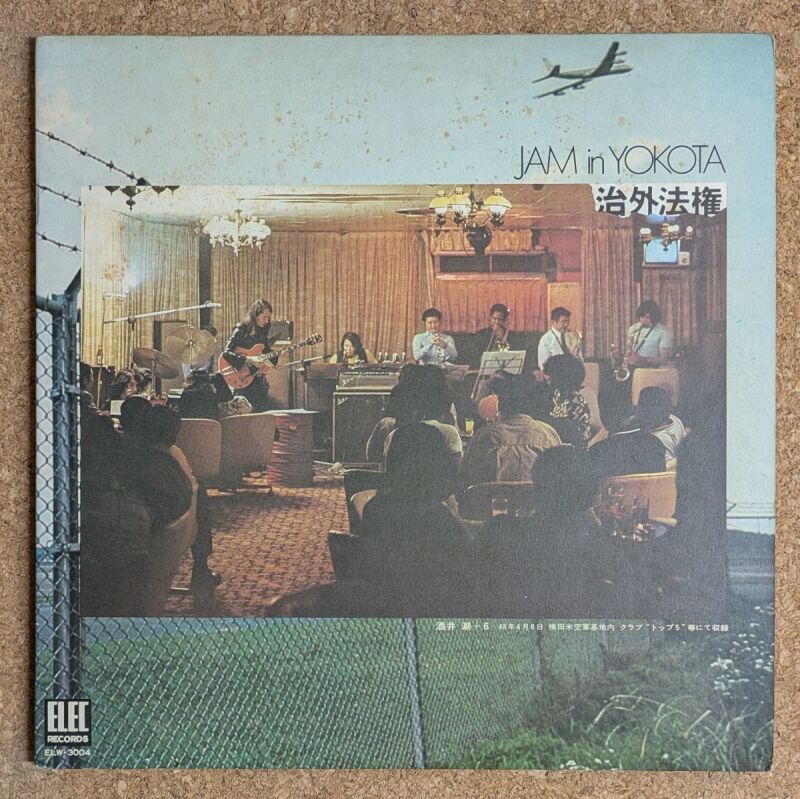 JAM in YOKOTA
治外法権
酒井 潮+6 48年4月8日 横田米空軍基地内 クラブ"トップ5"等にて収録
ELEC
RECORDS
ELW-3004